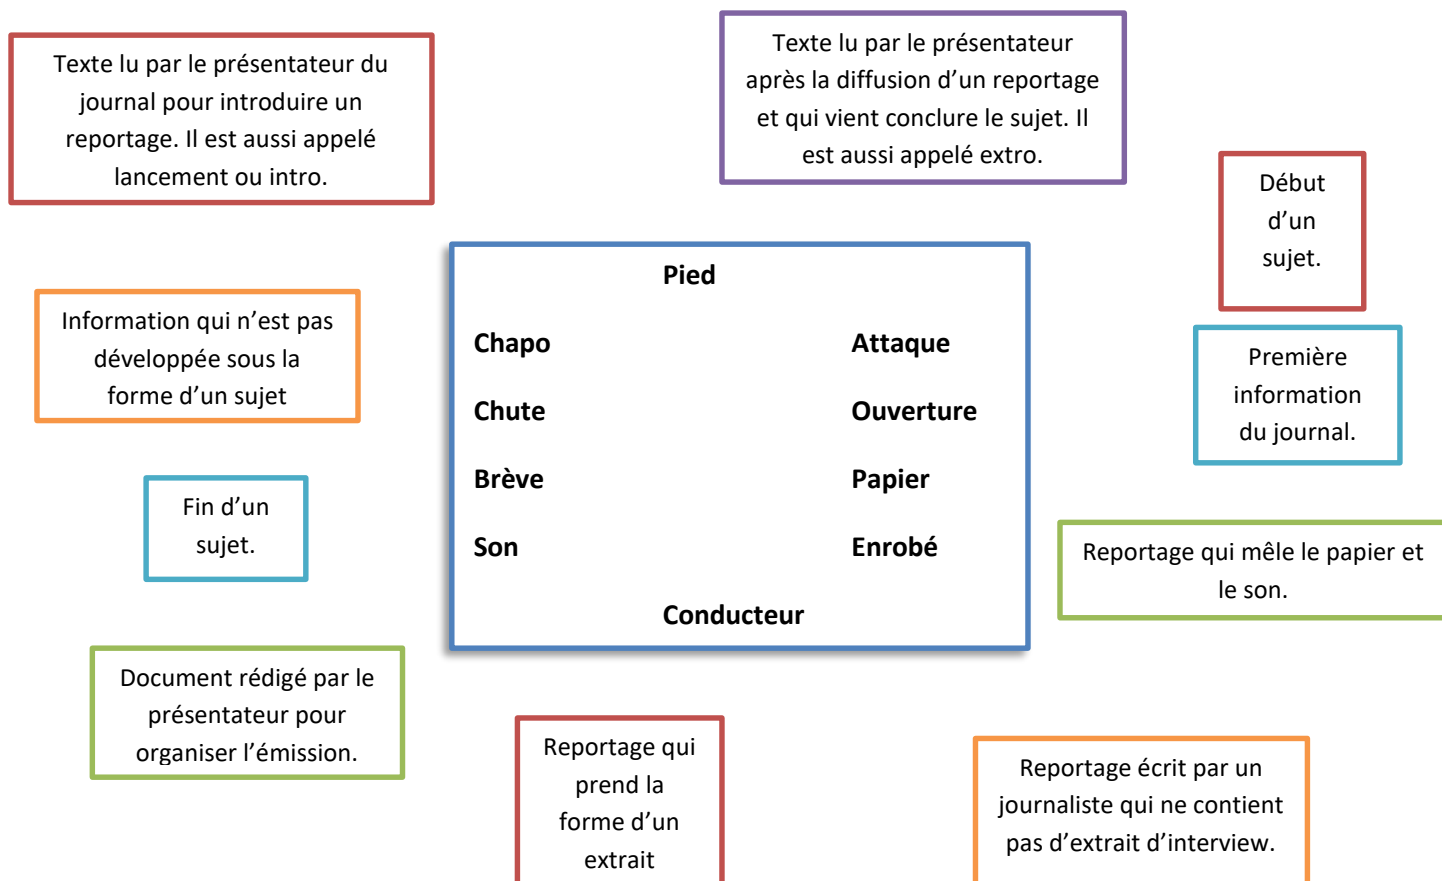 Texte lu par le présentateur du
journal pour introduire un
reportage. Il est aussi appelé
lancement ou intro.
Texte lu par le présentateur
après la diffusion d’un reportage
et qui vient conclure le sujet. Il
est aussi appelé extro.
Début
d’un
sujet.
Information qui n’est pas
développée sous la
forme d’un sujet
Pied
Chapo
Attaque
Chute
Ouverture
Brève
Papier
Son
Enrobé
Conducteur
Première
information
du journal.
Fin d’un
sujet.
Reportage qui mêle le papier et
le son.
Document rédigé par le
présentateur pour
organiser l’émission.
Reportage qui
prend la
forme d’un
extrait
Reportage écrit par un
journaliste qui ne contient
pas d’extrait d’interview.